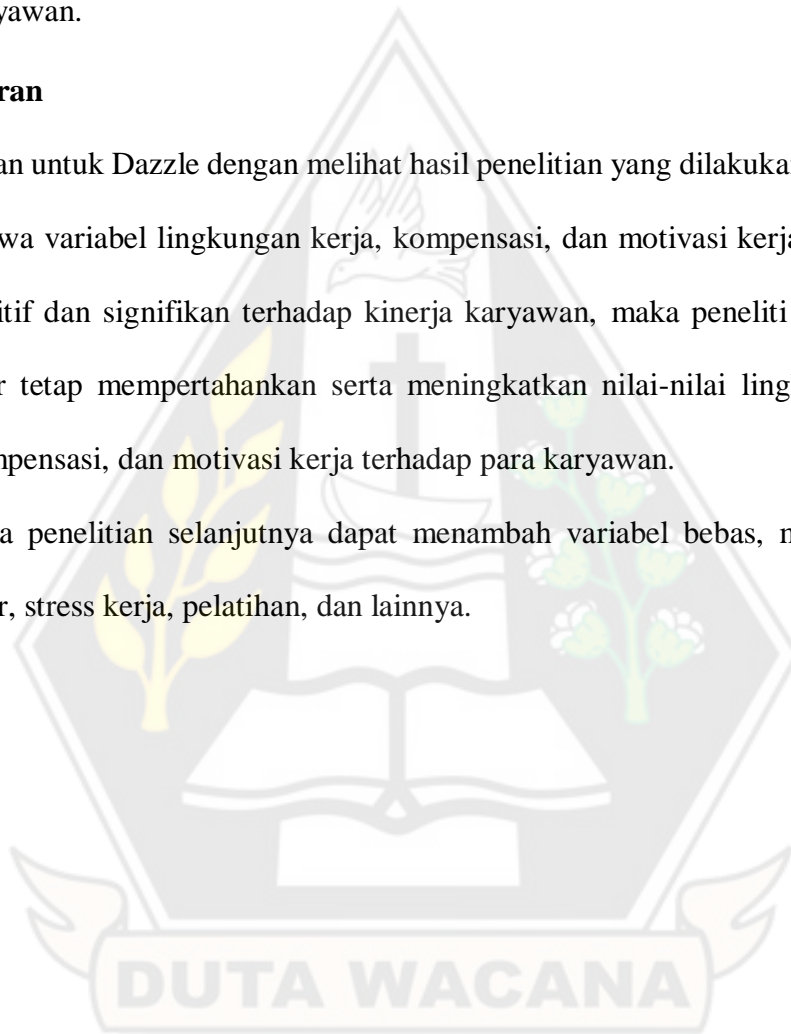 yawan.
ran
an untuk Dazzle dengan melihat hasil penelitian yang dilakukan
wa variabel lingkungan kerja, kompensasi, dan motivasi kerja
itif dan signifikan terhadap kinerja karyawan, maka peneliti
r tetap mempertahankan serta meningkatkan nilai-nilai ling
npensasi, dan motivasi kerja terhadap para karyawan.
a penelitian selanjutnya dapat menambah variabel bebas, m
r, stress kerja, pelatihan, dan lainnya.
DUTA WACANA